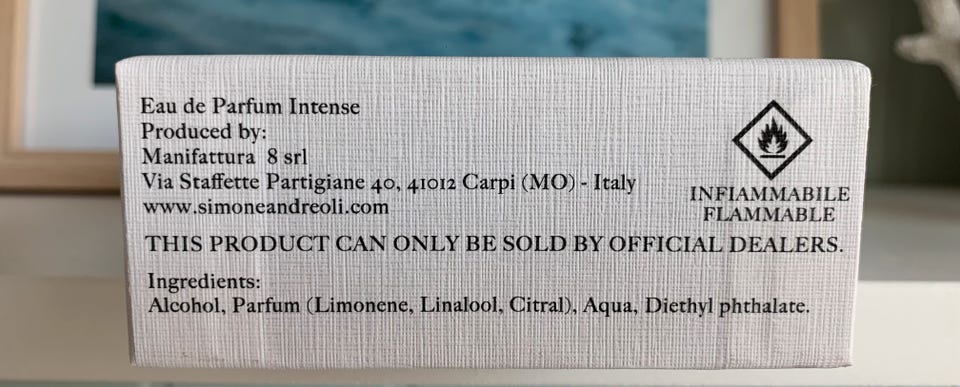 Eau de Parfum Intense
Produced by:
Manifattura 8 srl
Via Staffette Partigiane 40, 41012 Carpi (MO) - Italy
www.simoneandreoli.com
INFIAMMABILE
FLAMMABLE
THIS PRODUCT CAN ONLY BE SOLD BY OFFICIAL DEALERS.
Ingredients:
Alcohol, Parfum (Limonene, Linalool, Citral), Aqua, Diethyl phthalate.